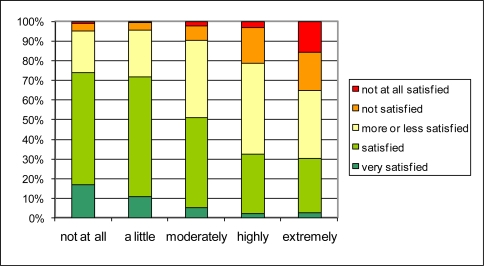 100%
90%
80%
70%
60%
50%
40%
30%
20%
10%
0%
not at all a little moderately highly extremely
not at all satisfied
not satisfied
more or less satisfied
satisfied
very satisfied